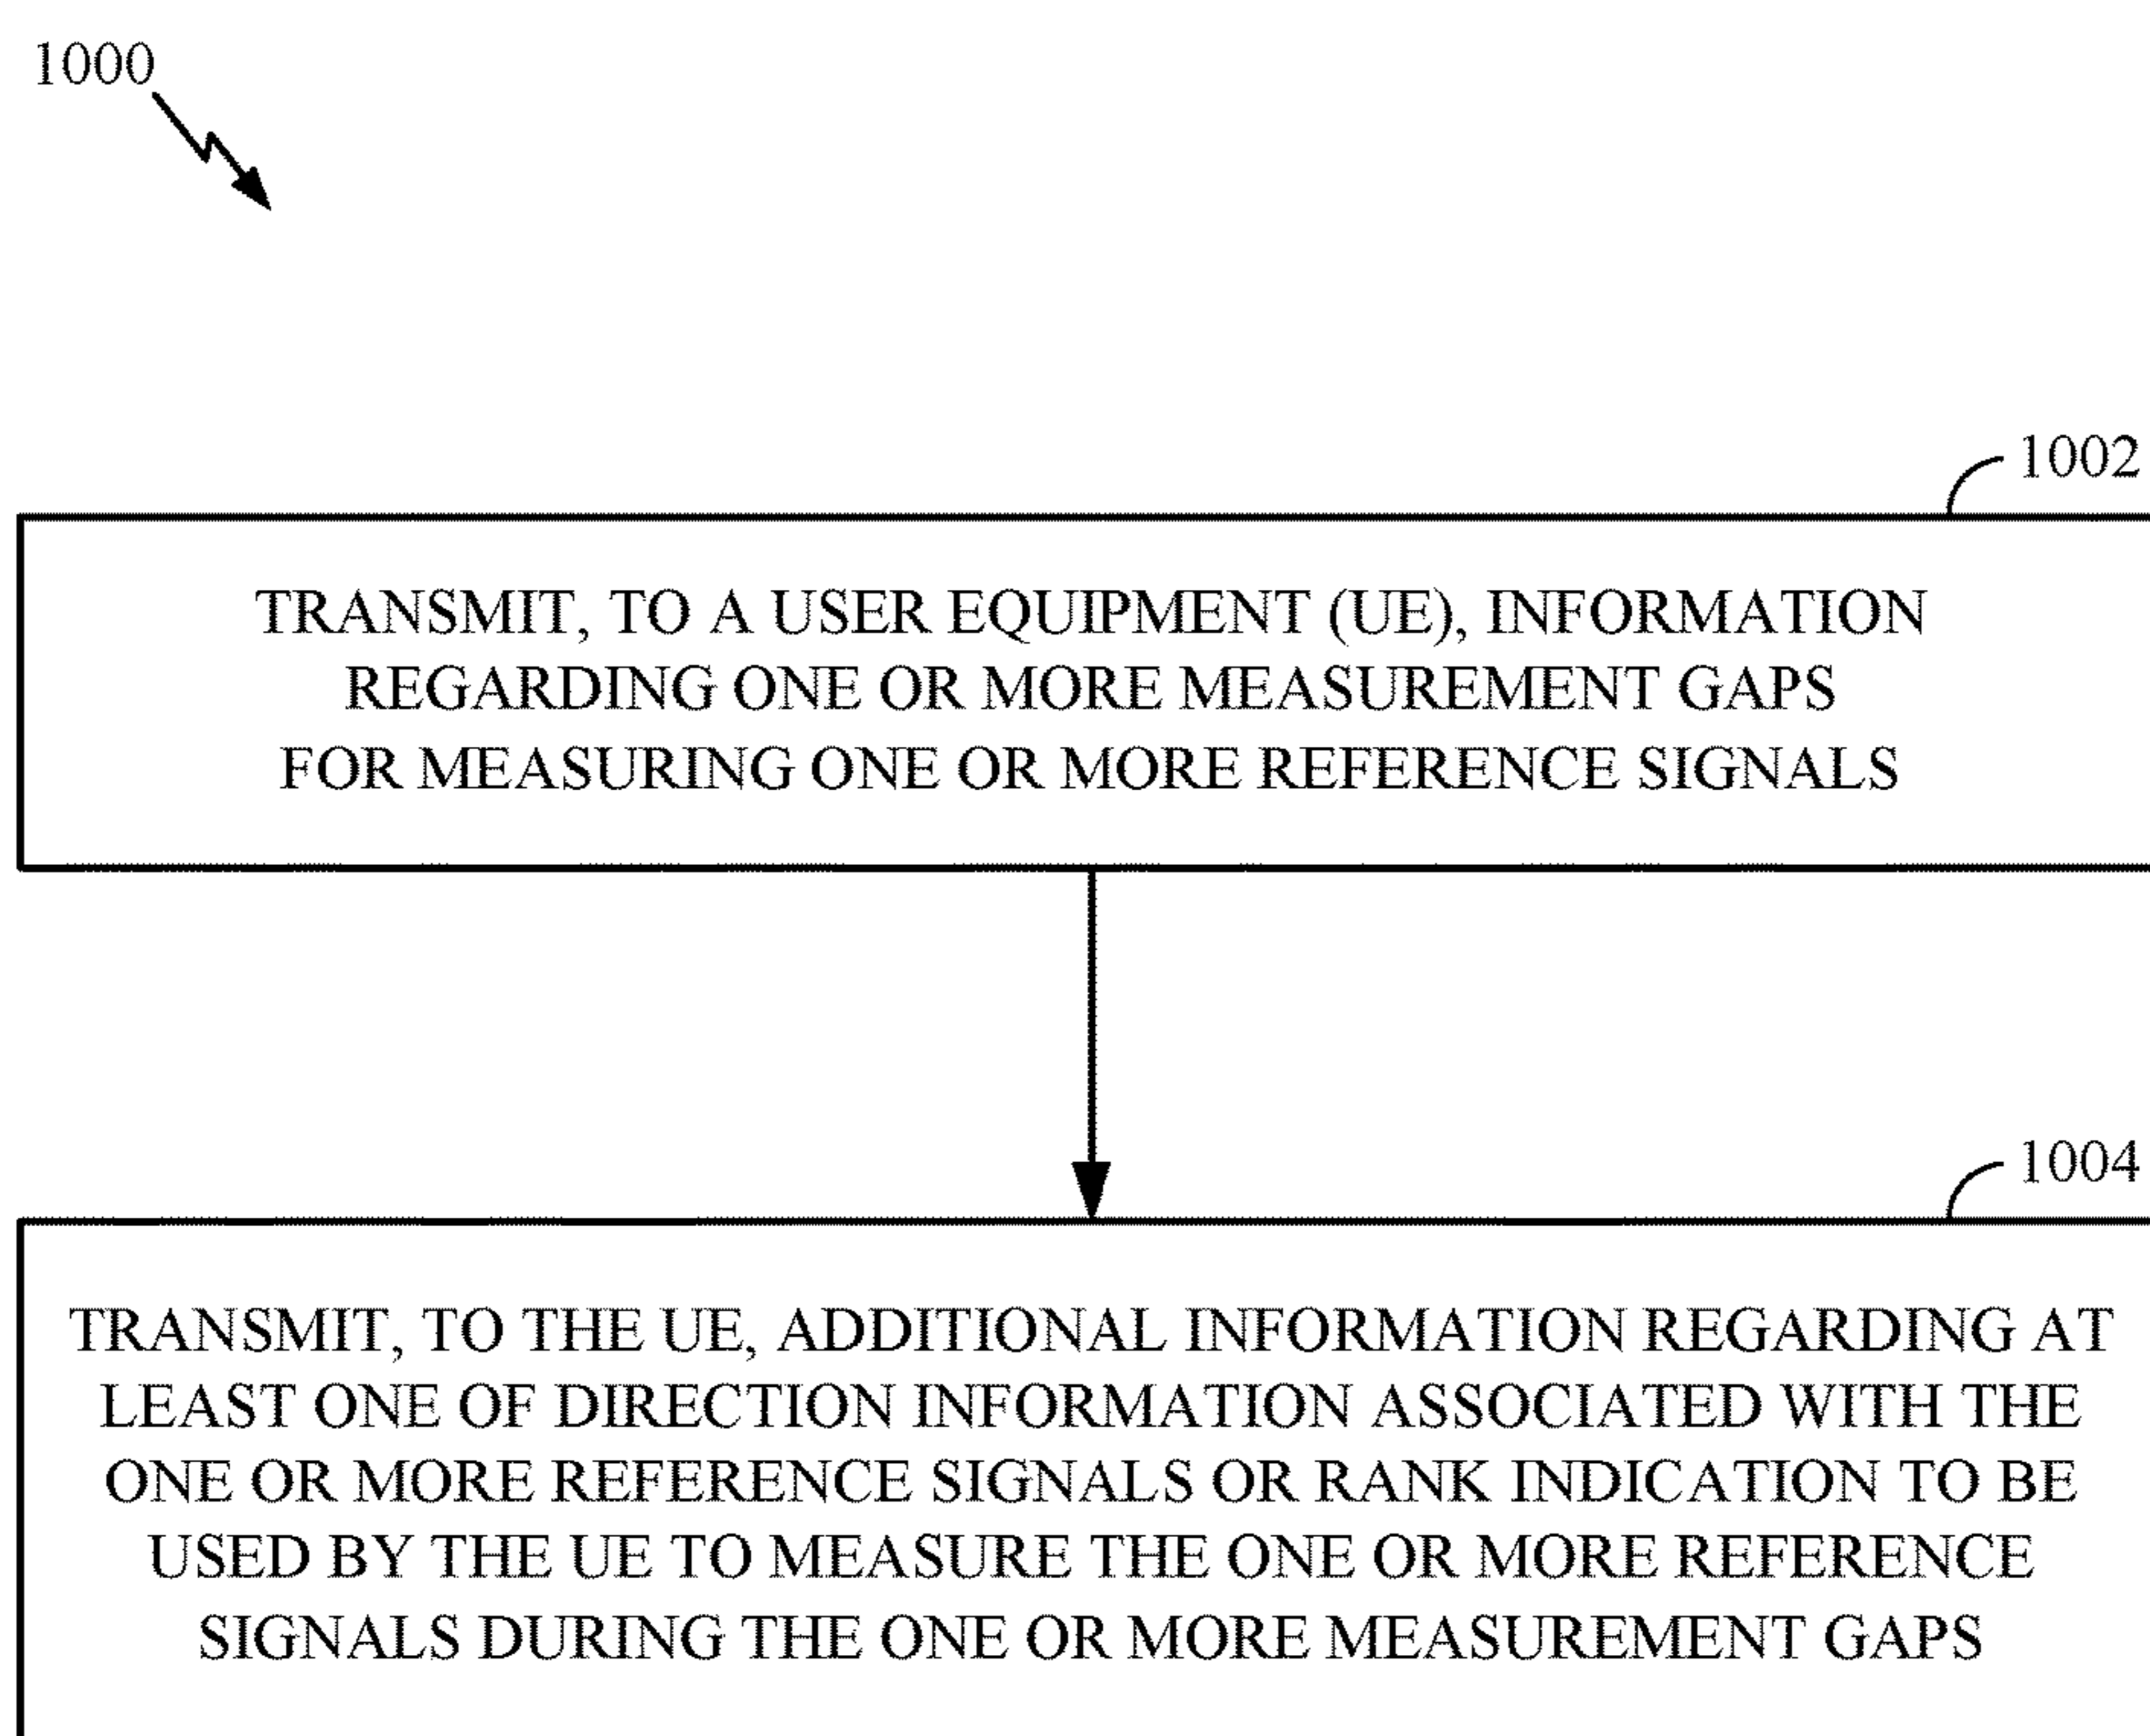 1000
1002
TRANSMIT, TO A USER EQUIPMENT (UE), INFORMATION
REGARDING ONE OR MORE MEASUREMENT GAPS
FOR MEASURING ONE OR MORE REFERENCE SIGNALS
1004
TRANSMIT, TO THE UE, ADDITIONAL INFORMATION REGARDING AT
LEAST ONE OF DIRECTION INFORMATION ASSOCIATED WITH THE
ONE OR MORE REFERENCE SIGNALS OR RANK INDICATION TO BE
USED BY THE UE TO MEASURE THE ONE OR MORE REFERENCE
SIGNALS DURING THE ONE OR MORE MEASUREMENT GAPS